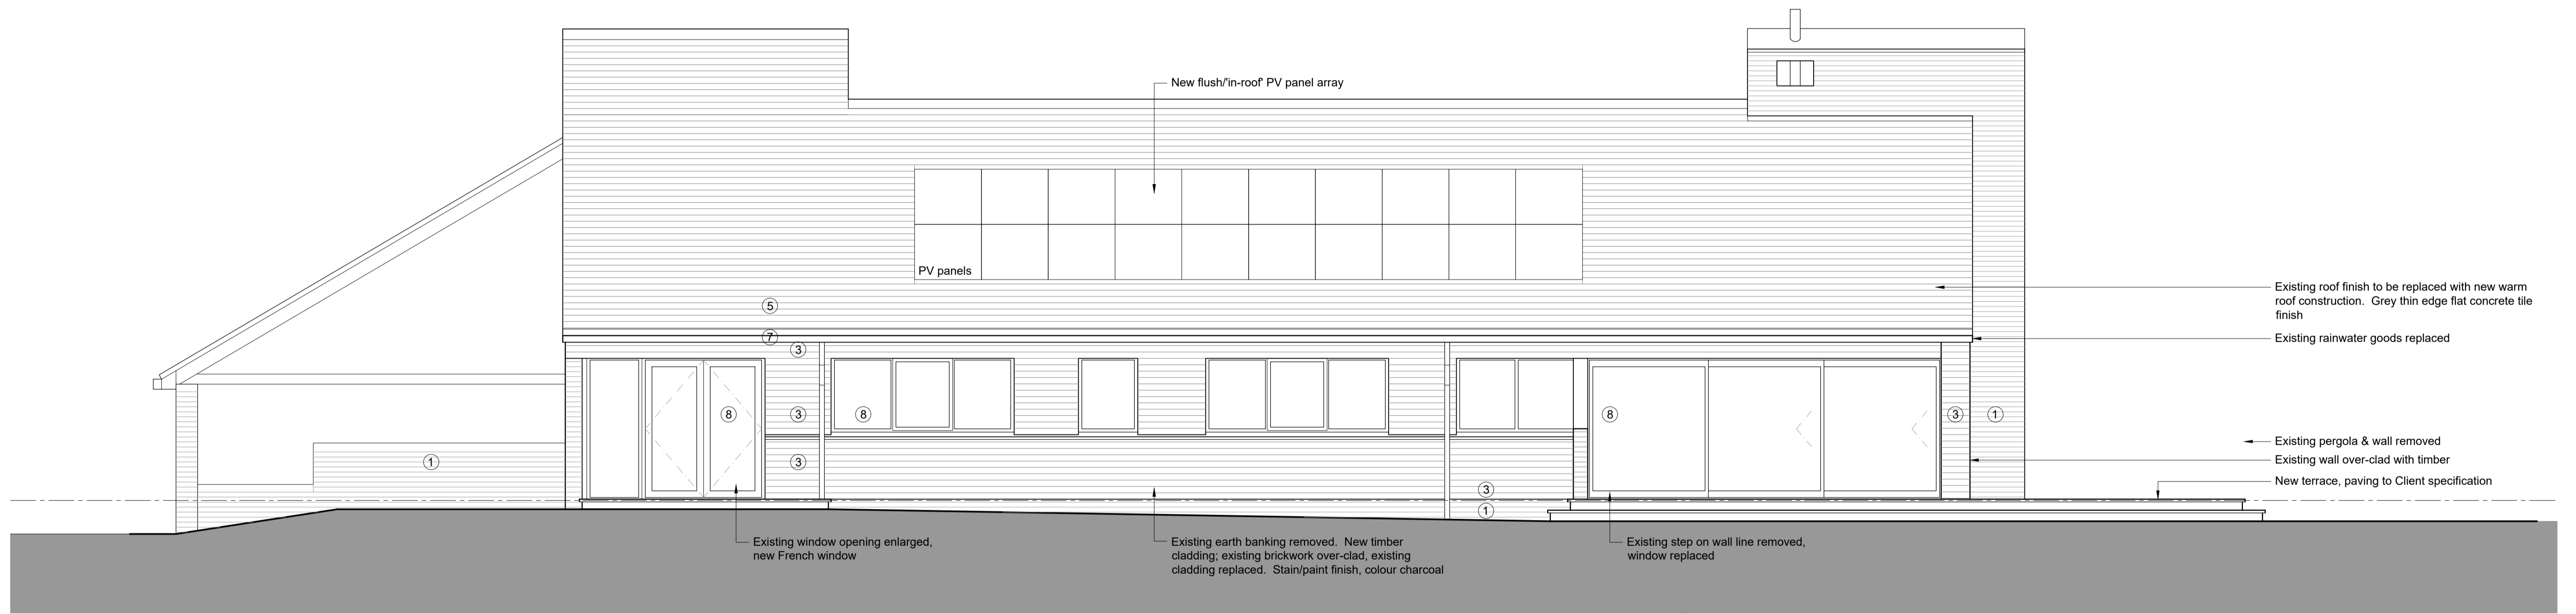 New flush/'in-roof' PV panel array
PV panels
5
Existing roof finish to be replaced with new warm
roof construction. Grey thin edge flat concrete tile
finish
7
Existing rainwater goods replaced
3
8
3
8
8
3
1
Existing pergola & wall removed
1
3
Existing wall over-clad with timber
New terrace, paving to Client specification
3
1
Existing window opening enlarged,
new French window
Existing earth banking removed. New timber
cladding; existing brickwork over-clad, existing
cladding replaced. Stain/paint finish, colour charcoal
Existing step on wall line removed,
window replaced